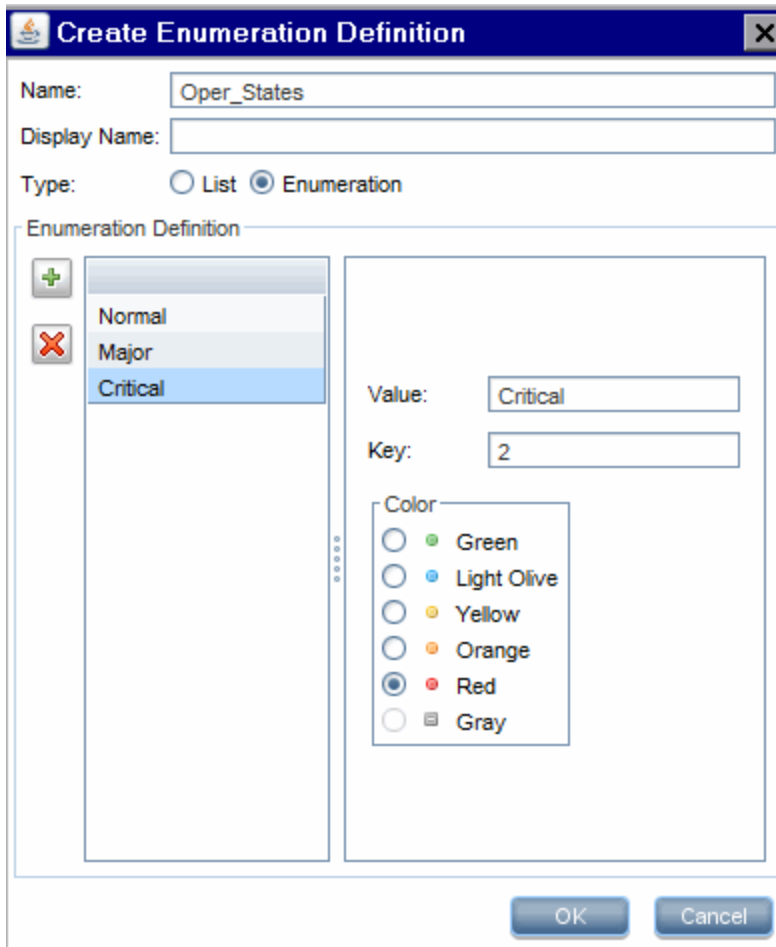 Create Enumeration Definition
Name: Oper_States
Display Name:
Type: List Enumeration
Enumeration Definition
Normal
Major
Critical
Value: Critical
Key: 2
Color
Green
Light Olive
Yellow
Orange
Red
Gray
OK Cancel